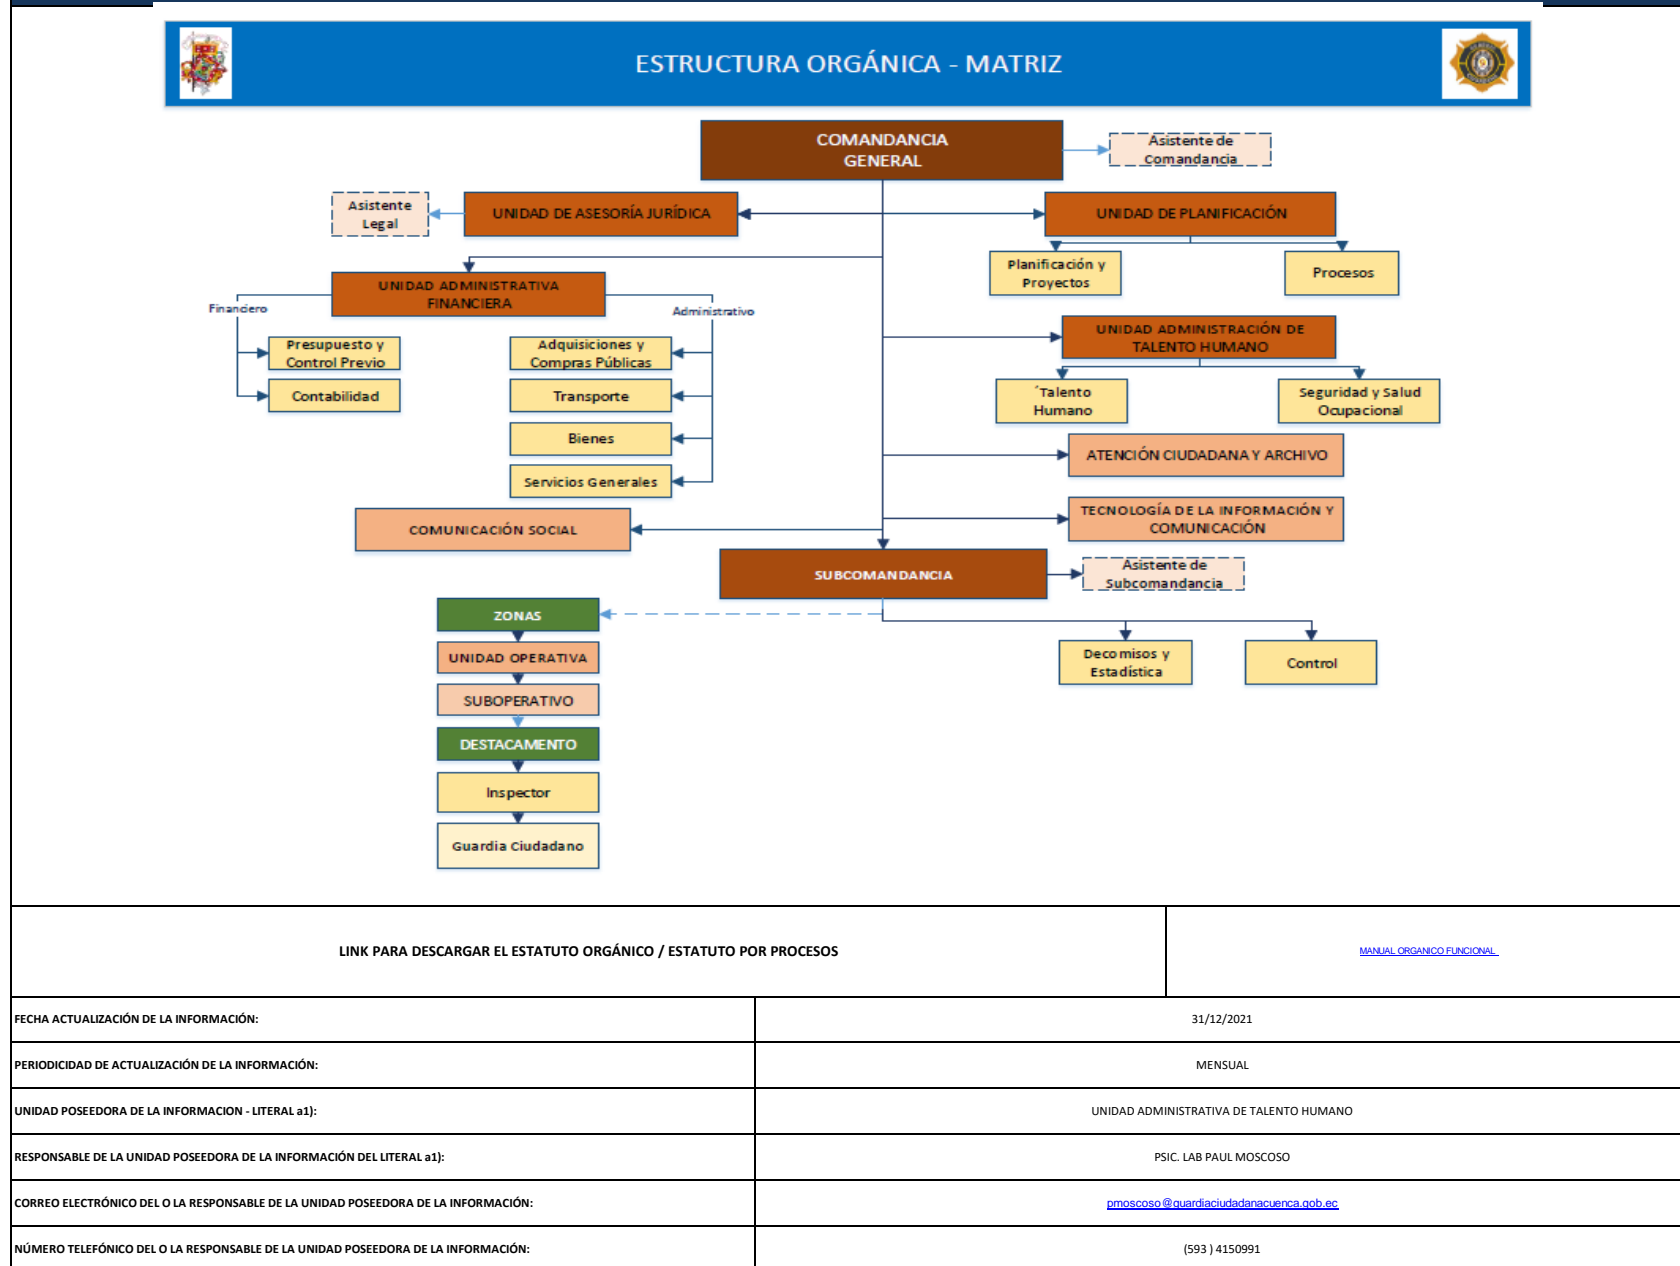 ESTRUCTURA ORGÁNICA - MATRIZ
COMANDANCIA
GENERAL
Asistente de
Comandancia
Asistente
Legal
UNIDAD DE ASESORÍA JURÍDICA
UNIDAD DE PLANIFICACIÓN
Planificación y
Proyectos
Procesos
UNIDAD ADMINISTRATIVA
FINANCIERA
Financiero
Administrativo
UNIDAD ADMINISTRACIÓN DE
TALENTO HUMANO
Presupuesto y
Control Previo
Adquisiciones y
Compras Públicas
Contabilidad
Transporte
´Talento
Humano
Seguridad y Salud
Ocupacional
Bienes
ATENCIÓN CIUDADANA Y ARCHIVO
Servicios Generales
COMUNICACIÓN SOCIAL
TECNOLOGÍA DE LA INFORMACIÓN Y
COMUNICACIÓN
SUBCOMANDANCIA
Asistente de
Subcomandancia
ZONAS
UNIDAD OPERATIVA
Decomisos y
Estadística
Control
SUBOPERATIVO
DESTACAMENTO
Inspector
Guardia Ciudadano
LINK PARA DESCARGAR EL ESTATUTO ORGÁNICO / ESTATUTO POR PROCESOS
MANUAL ORGANICO FUNCIONAL
FECHA ACTUALIZACIÓN DE LA INFORMACIÓN:
31/12/2021
PERIODICIDAD DE ACTUALIZACIÓN DE LA INFORMACIÓN:
MENSUAL
UNIDAD POSEEDORA DE LA INFORMACION - LITERAL a1):
UNIDAD ADMINISTRATIVA DE TALENTO HUMANO
RESPONSABLE DE LA UNIDAD POSEEDORA DE LA INFORMACIÓN DEL LITERAL a1):
PSIC. LAB PAUL MOSCOSO
CORREO ELECTRÓNICO DEL O LA RESPONSABLE DE LA UNIDAD POSEEDORA DE LA INFORMACIÓN:
pmoscoso@guardiaciudadanacuenca.gob.ec
NÚMERO TELEFÓNICO DEL O LA RESPONSABLE DE LA UNIDAD POSEEDORA DE LA INFORMACIÓN:
(593 ) 4150991